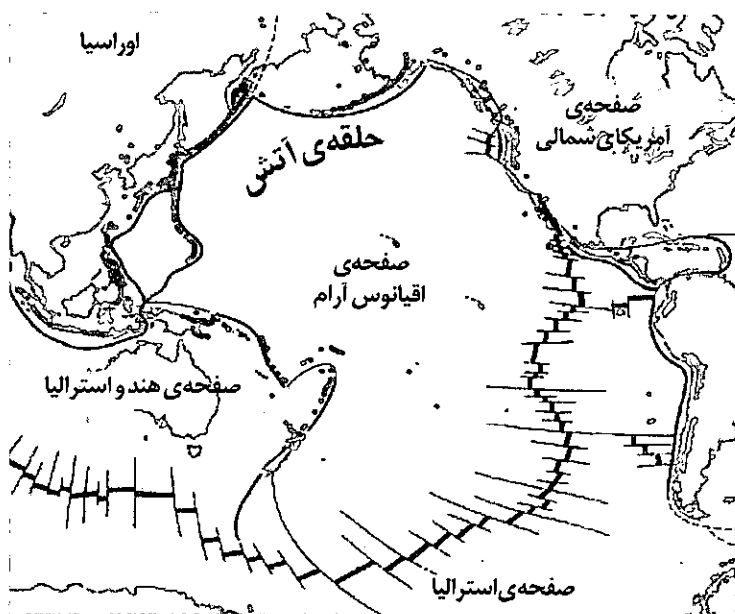 اوراسیا
صفحه‌ی
آمریکای شمالی
حلقه‌ی آتش
صفحه‌ی
اقیانوس آرام
صفحه‌ی هند و استرالیا
صفحه‌ی استرالیا